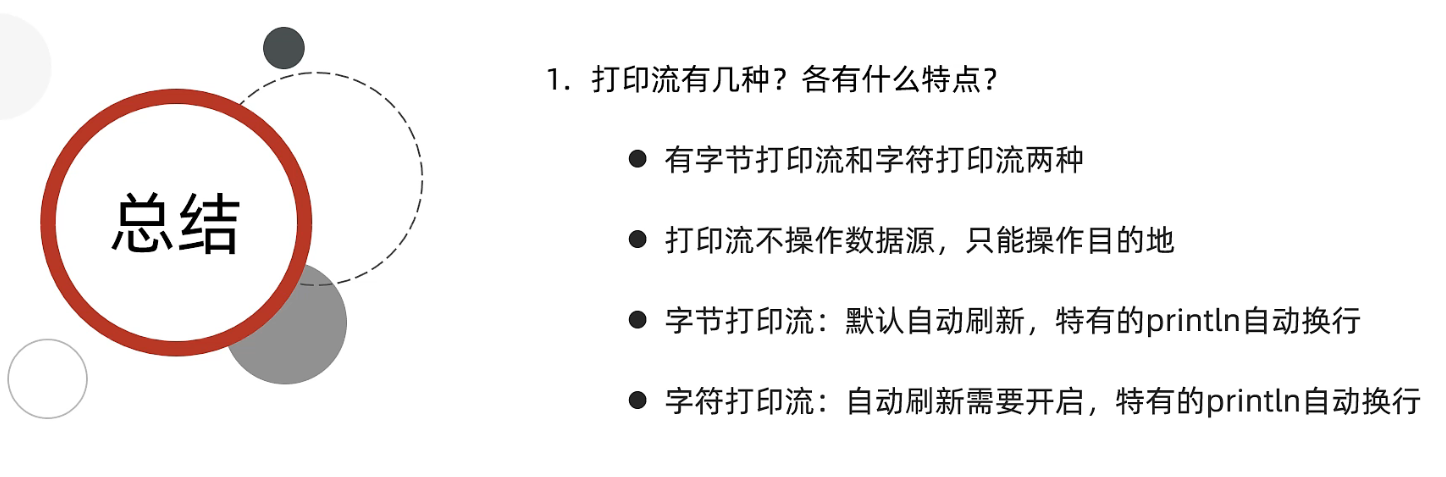 总结
1. 打印流有几种？各有什么特点？
● 有字节打印流和字符打印流两种
● 打印流不操作数据源，只能操作目的地
● 字节打印流：默认自动刷新，特有的println自动换行
● 字符打印流：自动刷新需要开启，特有的println自动换行